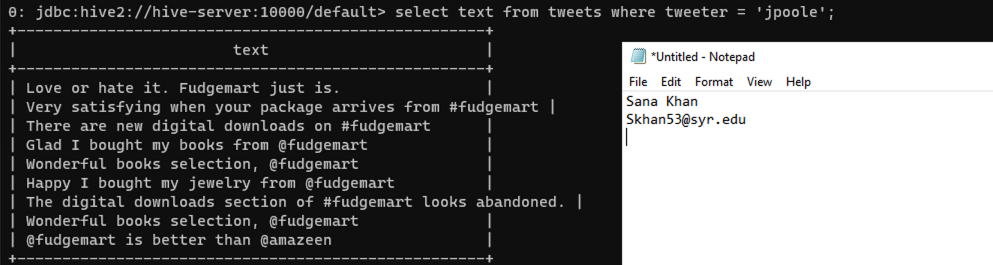 0: jdbc:hive2://hive-server:10000/default> select text from tweets where tweeter = 'jpoole';
+----------------------------------------------------+
|                        text                        |
+----------------------------------------------------+
| Love or hate it. Fudgemart just is.                |
| Very satisfying when your package arrives from #fudgemart |
| There are new digital downloads on #fudgemart      |
| Glad I bought my books from @fudgemart             |
| Wonderful books selection, @fudgemart              |
| Happy I bought my jewelry from @fudgemart          |
| The digital downloads section of #fudgemart looks abandoned. |
| Wonderful books selection, @fudgemart              |
| @fudgemart is better than @amazeen                 |
+----------------------------------------------------+
*Untitled - Notepad
File Edit Format View Help
Sana Khan
Skhan53@syr.edu